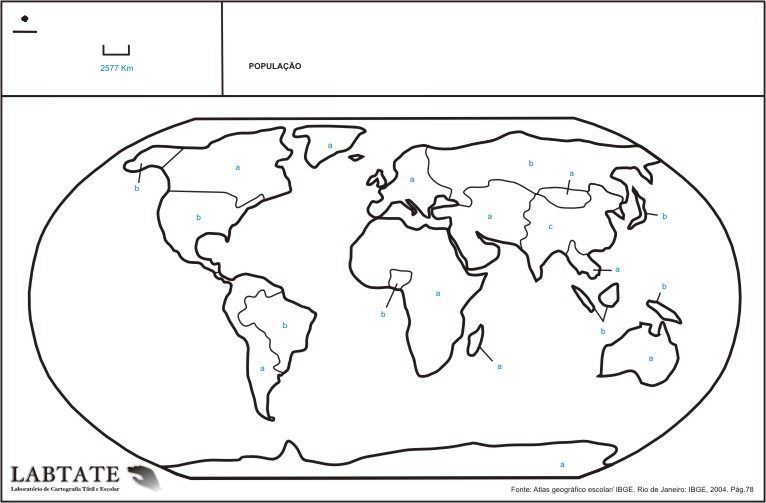 2577 Km
POPULAÇÃO
a
a
b
a
b
a
b
b
a
c
b
a
b
a
b
b
b
a
b
a
a
a
a
LABTATE
Laboratório de Cartografia Tátil e Escolar
Fonte: Atlas geográfico escolar/ IBGE. Rio de Janeiro: IBGE, 2004. Pág.78